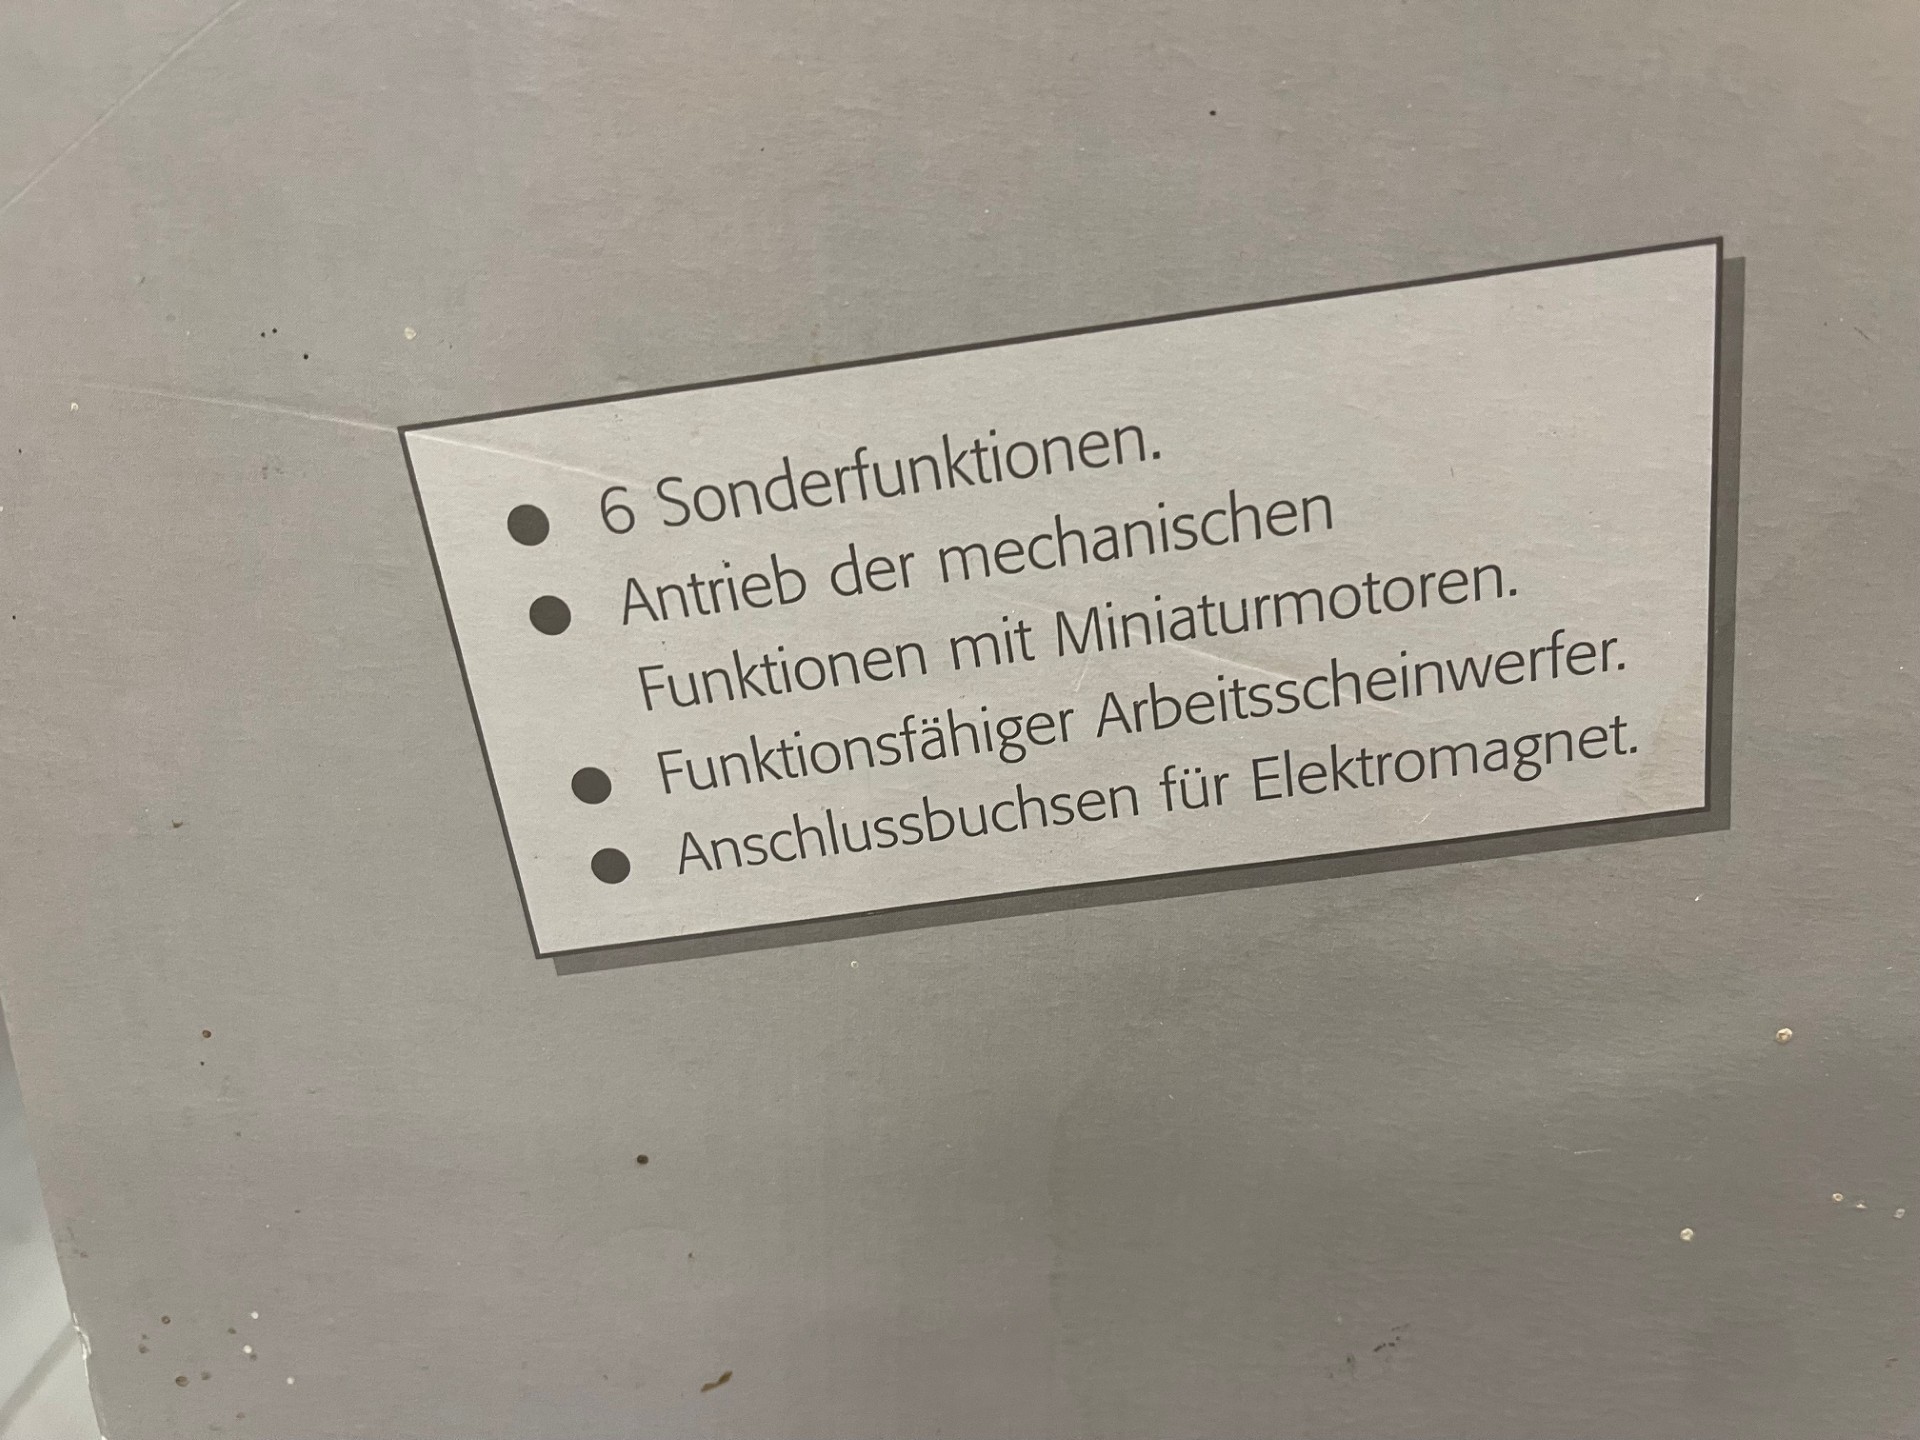 ● 6 Sonderfunktionen.
● Antrieb der mechanischen
Funktionen mit Miniaturmotoren.
● Funktionsfähiger Arbeitsscheinwerfer.
● Anschlussbuchsen für Elektromagnet.